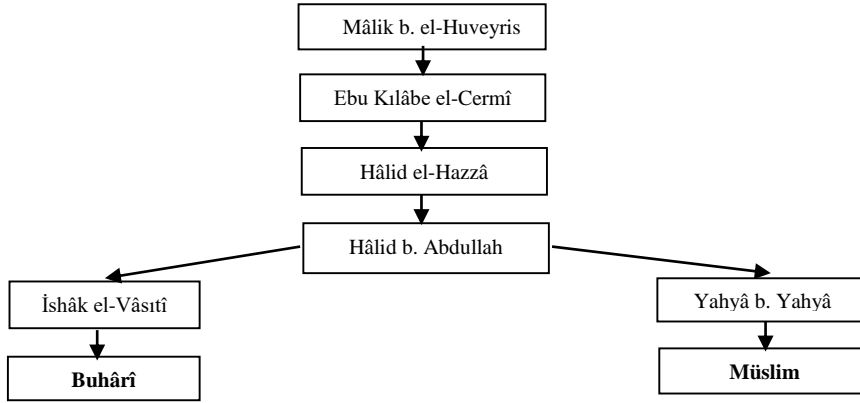 Mâlik b. el-Huveyris
Ebu Kılâbe el-Cermî
Hâlid el-Hazzâ
Hâlid b. Abdullah
İshâk el-Vâsıtî
Yahyâ b. Yahyâ
Buhârî
Müslim